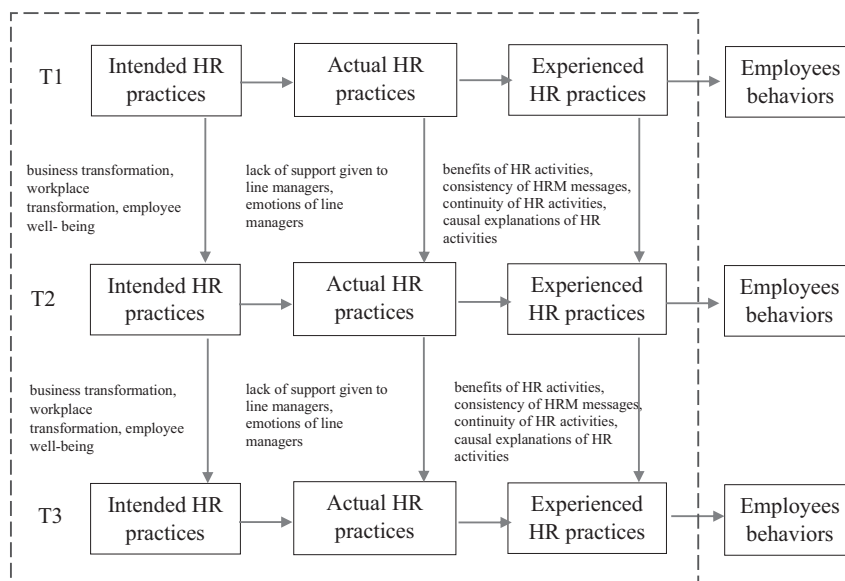 T1
Intended HR
practices
Actual HR
practices
Experienced
HR practices
Employees
behaviors
business transformation,
workplace
transformation, employee
well- being
lack of support given to
line managers,
emotions of line
managers
benefits of HR activities,
consistency of HRM messages,
continuity of HR activities,
causal explanations of HR
activities
T2
Intended HR
practices
Actual HR
practices
Experienced
HR practices
Employees
behaviors
business transformation,
workplace
transformation, employee
well-being
lack of support given to
line managers,
emotions of line
managers
benefits of HR activities,
consistency of HRM messages,
continuity of HR activities,
causal explanations of HR
activities
T3
Intended HR
practices
Actual HR
practices
Experienced
HR practices
Employees
behaviors